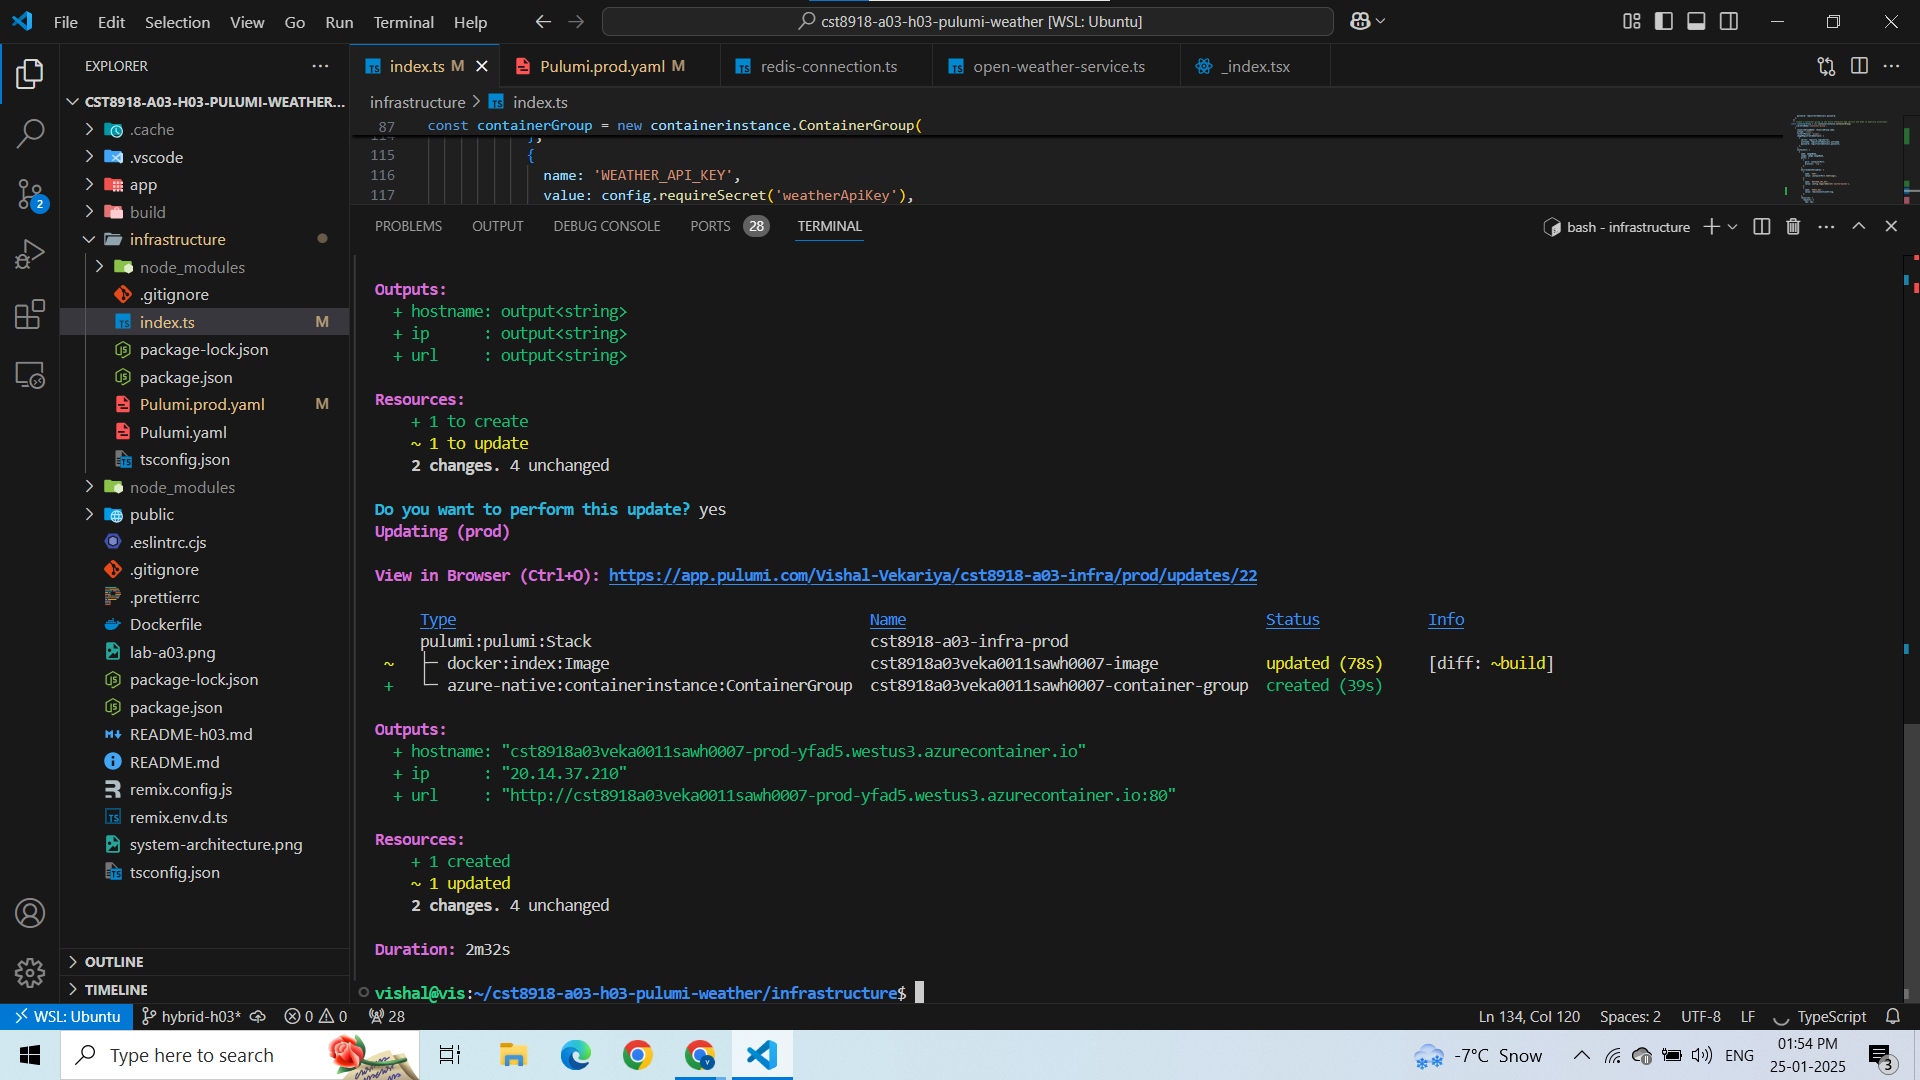 File Edit Selection View Go Run Terminal Help
cst8918-a03-h03-pulumi-weather [WSL: Ubuntu]
EXPLORER
index.ts M
Pulumi.prod.yaml M
redis-connection.ts
open-weather-service.ts
_index.tsx
CST8918-A03-H03-PULUMI-WEATHER...
.cache
.vscode
app
build
infrastructure
node_modules
.gitignore
index.ts M
package-lock.json
package.json
Pulumi.prod.yaml M
Pulumi.yaml
tsconfig.json
node_modules
public
.eslintrc.cjs
.gitignore
.prettierrc
Dockerfile
lab-a03.png
package-lock.json
package.json
README-h03.md
README.md
remix.config.js
remix.env.d.ts
system-architecture.png
tsconfig.json
OUTLINE
TIMELINE
2
infrastructure > index.ts
87 const containerGroup = new containerinstance.ContainerGroup(
114 },
115 {
116 name: 'WEATHER_API_KEY',
117 value: config.requireSecret('weatherApiKey'),
PROBLEMS OUTPUT DEBUG CONSOLE PORTS 28 TERMINAL
bash - infrastructure
Outputs:
+ hostname: output<string>
+ ip : output<string>
+ url : output<string>
Resources:
+ 1 to create
~ 1 to update
2 changes. 4 unchanged
Do you want to perform this update? yes
Updating (prod)
View in Browser (Ctrl+O): https://app.pulumi.com/Vishal-Vekariya/cst8918-a03-infra/prod/updates/22
Type Name Status Info
pulumi:pulumi:Stack cst8918-a03-infra-prod
~ ├─ docker:index:Image cst8918a03veka0011sawh0007-image updated (78s) [diff: ~build]
+ └─ azure-native:containerinstance:ContainerGroup cst8918a03veka0011sawh0007-container-group created (39s)
Outputs:
+ hostname: "cst8918a03veka0011sawh0007-prod-yfad5.westus3.azurecontainer.io"
+ ip : "20.14.37.210"
+ url : "http://cst8918a03veka0011sawh0007-prod-yfad5.westus3.azurecontainer.io:80"
Resources:
+ 1 created
~ 1 updated
2 changes. 4 unchanged
Duration: 2m32s
vishal@vis:~/cst8918-a03-h03-pulumi-weather/infrastructure$
WSL: Ubuntu hybrid-h03* 0 0 28
Ln 134, Col 120 Spaces: 2 UTF-8 LF TypeScript
Type here to search
-7°C Snow
ENG
01:54 PM
25-01-2025
3